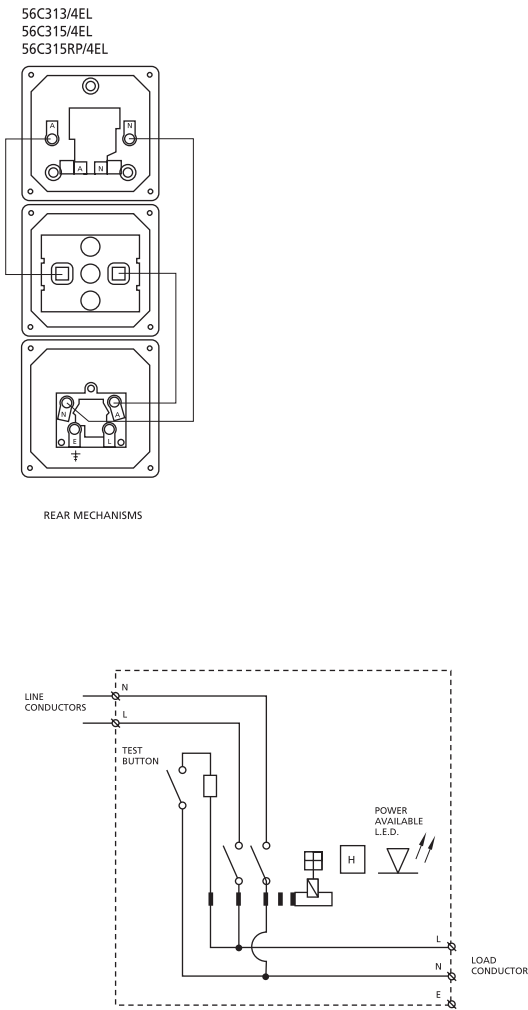 56C313/4EL
56C315/4EL
56C315RP/4EL
A
N
A N
N
A
E
L
REAR MECHANISMS
N
LINE
CONDUCTORS
L
TEST
BUTTON
POWER
AVAILABLE
L.E.D.
H
L
LOAD
CONDUCTOR
N
E